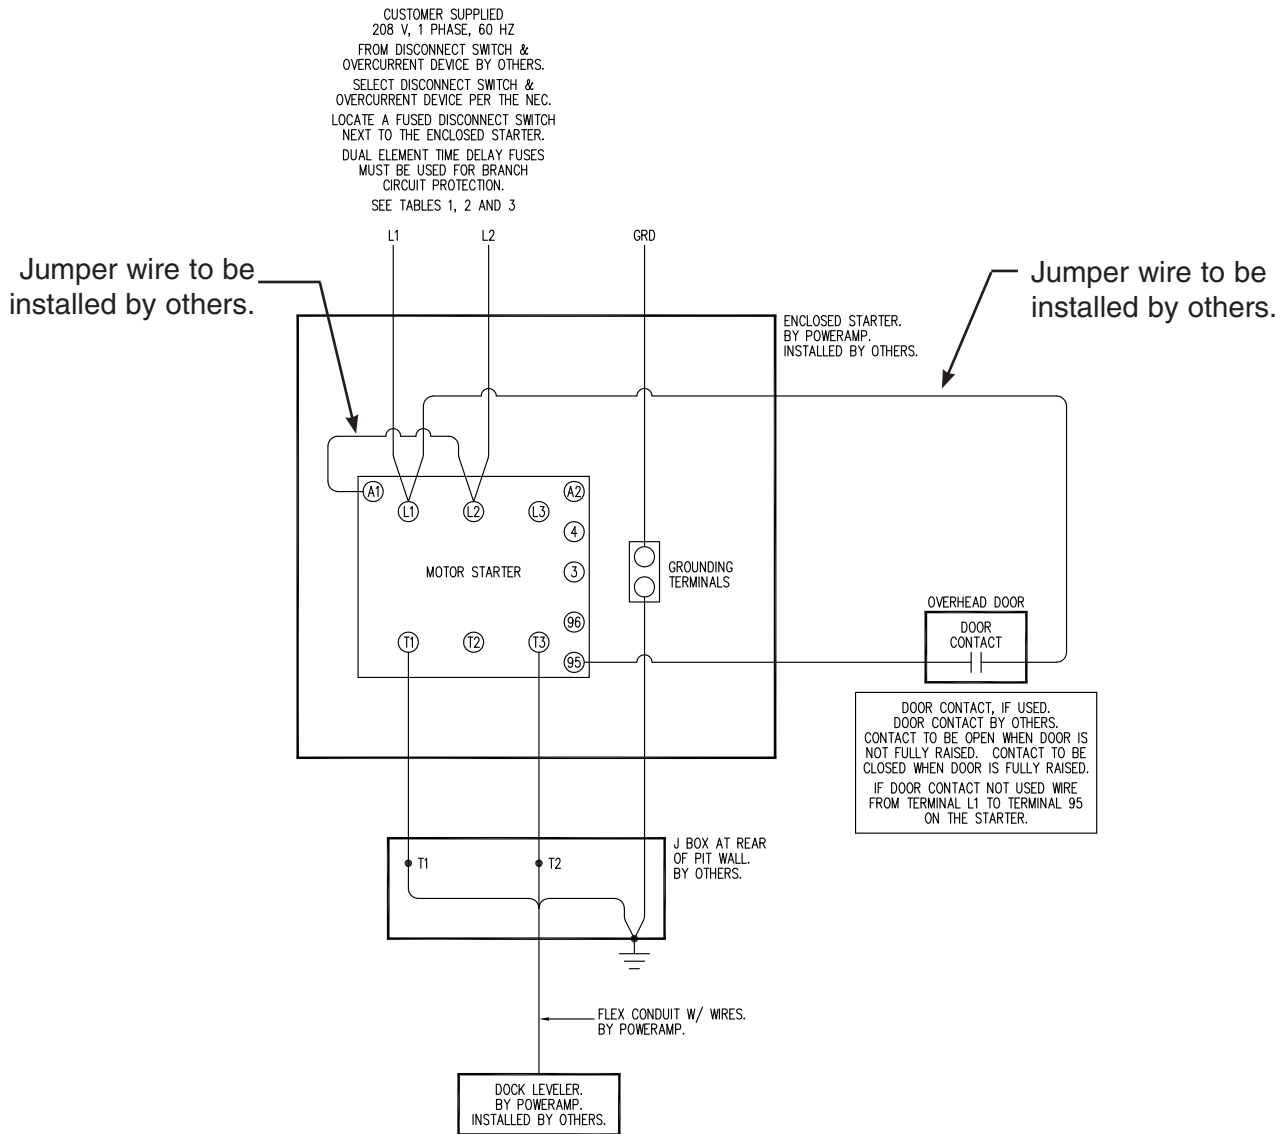 CUSTOMER SUPPLIED
208 V, 1 PHASE, 60 HZ
FROM DISCONNECT SWITCH &
OVERCURRENT DEVICE BY OTHERS.
SELECT DISCONNECT SWITCH &
OVERCURRENT DEVICE PER THE NEC.
LOCATE A FUSED DISCONNECT SWITCH
NEXT TO THE ENCLOSED STARTER.
DUAL ELEMENT TIME DELAY FUSES
MUST BE USED FOR BRANCH
CIRCUIT PROTECTION.
SEE TABLES 1, 2 AND 3
L1 L2 GRD
Jumper wire to be
installed by others.
Jumper wire to be
installed by others.
ENCLOSED STARTER.
BY POWERAMP.
INSTALLED BY OTHERS.
A1 A2
L1 L2 L3
4
MOTOR STARTER 3
GROUNDING
TERMINALS
96
T1 T2 T3
95
OVERHEAD DOOR
DOOR
CONTACT
DOOR CONTACT, IF USED.
DOOR CONTACT BY OTHERS.
CONTACT TO BE OPEN WHEN DOOR IS
NOT FULLY RAISED. CONTACT TO BE
CLOSED WHEN DOOR IS FULLY RAISED.
IF DOOR CONTACT NOT USED WIRE
FROM TERMINAL L1 TO TERMINAL 95
ON THE STARTER.
J BOX AT REAR
OF PIT WALL.
BY OTHERS.
T1 T2
FLEX CONDUIT W/ WIRES.
BY POWERAMP.
DOCK LEVELER.
BY POWERAMP.
INSTALLED BY OTHERS.